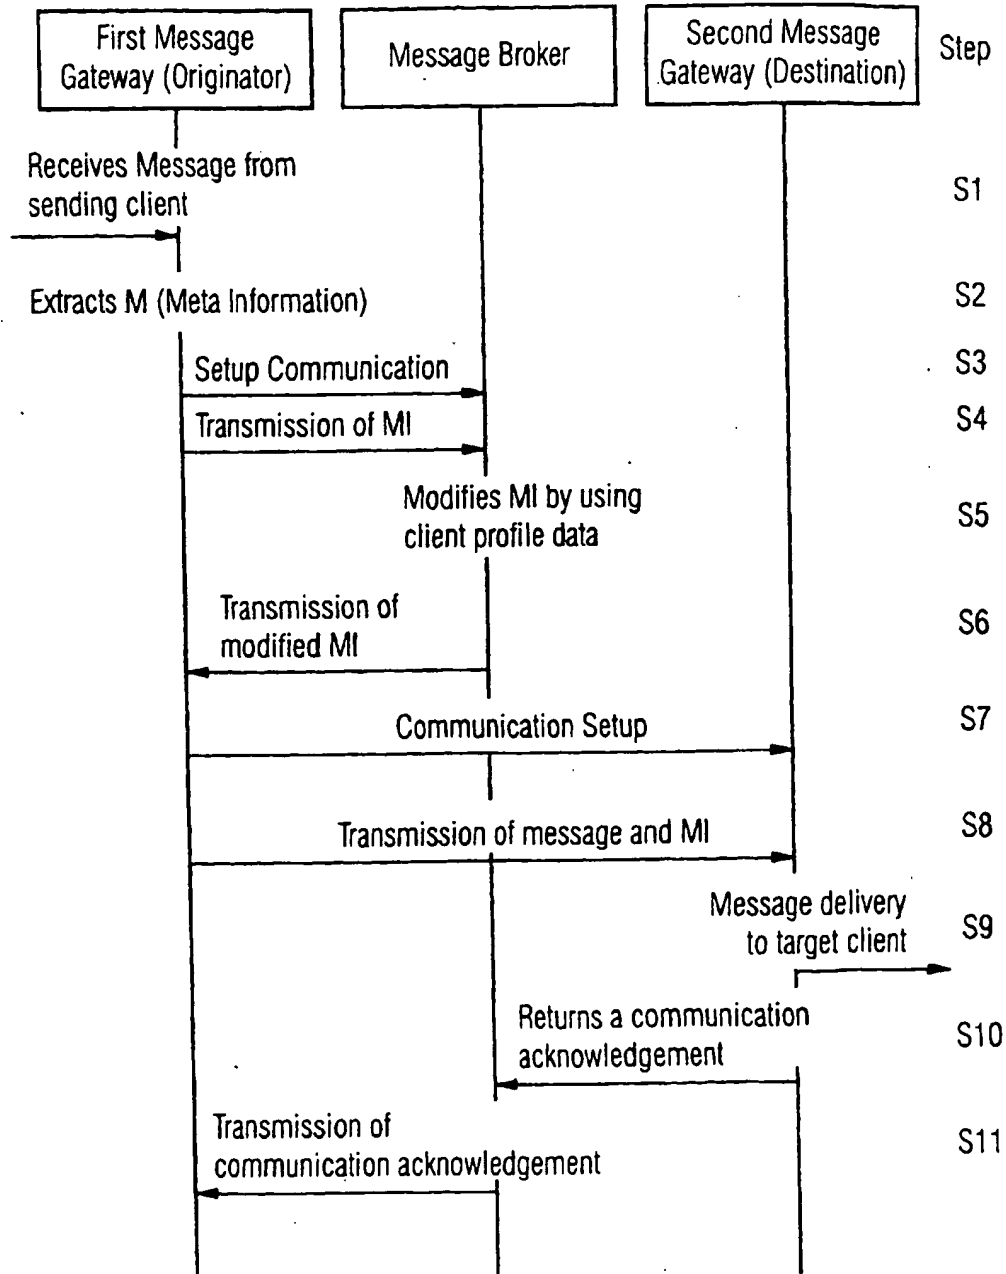 First Message
Gateway (Originator)
Message Broker
Second Message
Gateway (Destination)
Step
Receives Message from
sending client
S1
Extracts M (Meta Information)
S2
Setup Communication
S3
Transmission of MI
S4
Modifies MI by using
client profile data
S5
Transmission of
modified MI
S6
Communication Setup
S7
Transmission of message and MI
S8
Message delivery
to target client
S9
Returns a communication
acknowledgement
S10
Transmission of
communication acknowledgement
S11